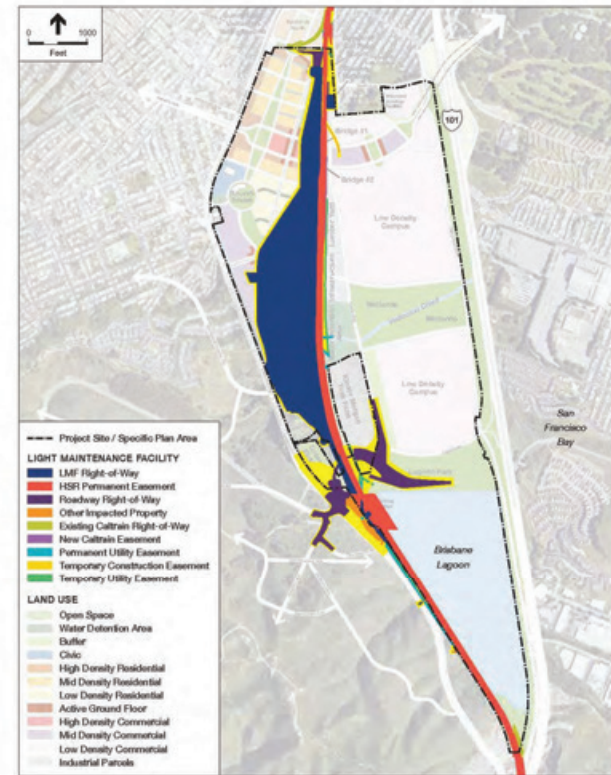 0 1000
Feet
101
Bridge #1
Bridge #2
Low Density
Campus
Wetlands
Wetlands
Low Density
Campus
San
Francisco
Bay
Lagoon Park
Brisbane
Lagoon
Project Site / Specific Plan Area
LIGHT MAINTENANCE FACILITY
LMF Right-of-Way
HSR Permanent Easement
Roadway Right-of-Way
Other Impacted Property
Existing Caltrain Right-of-Way
New Caltrain Easement
Permanent Utility Easement
Temporary Construction Easement
Temporary Utility Easement
LAND USE
Open Space
Water Detention Area
Buffer
Civic
High Density Residential
Mid Density Residential
Low Density Residential
Active Ground Floor
High Density Commercial
Mid Density Commercial
Low Density Commercial
Industrial Parcels